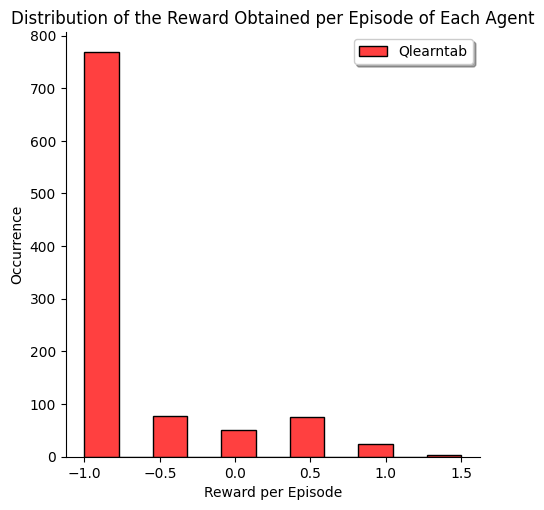 Distribution of the Reward Obtained per Episode of Each Agent
Qlearntab
800
700
600
500
400
300
200
100
0
Occurrence
−1.0 −0.5 0.0 0.5 1.0 1.5
Reward per Episode